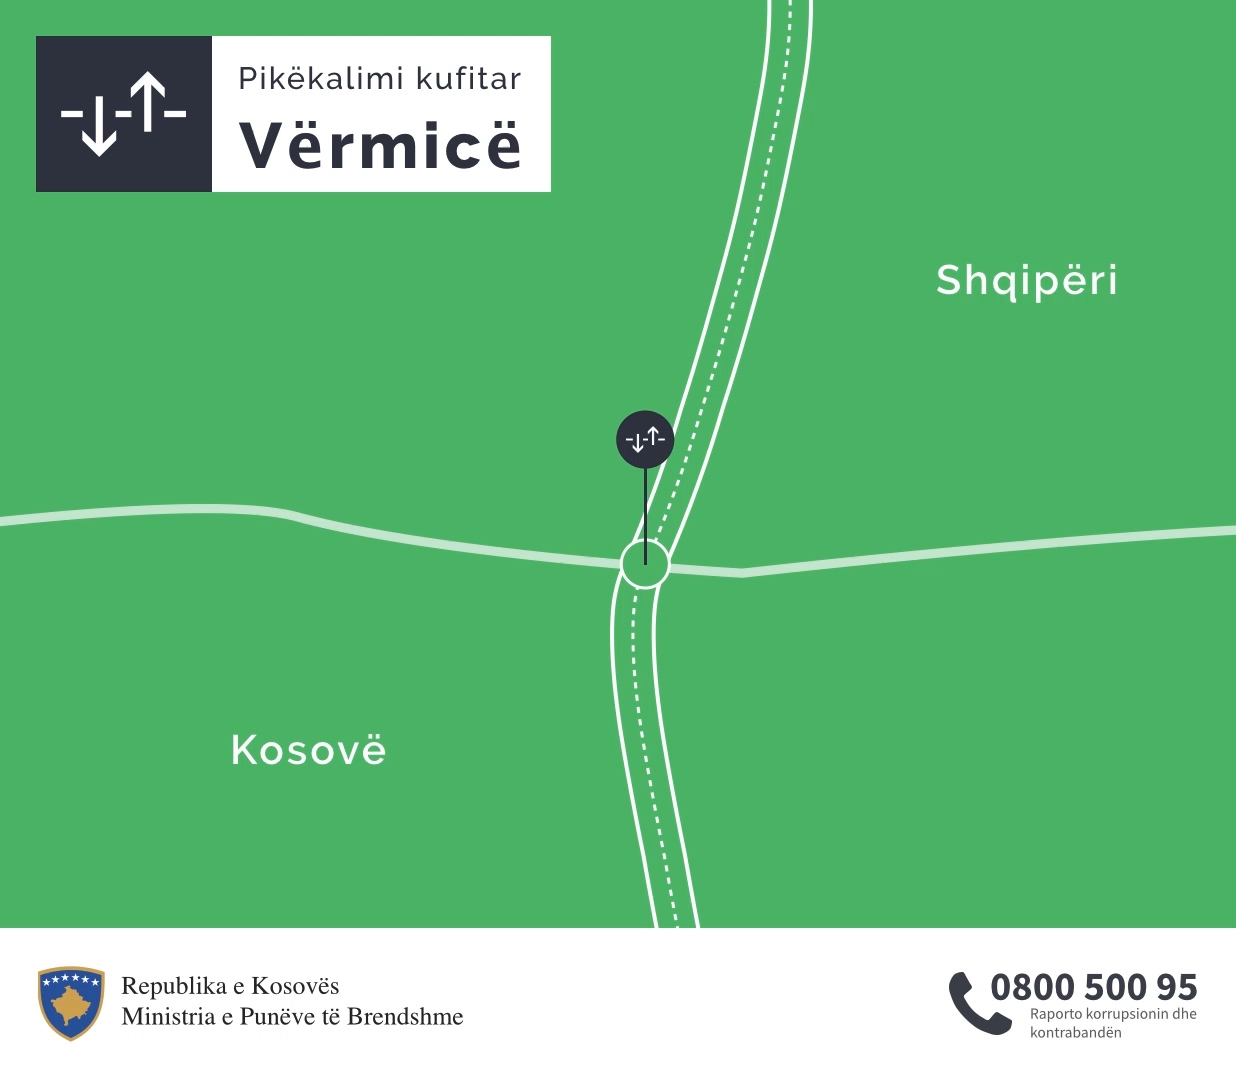 Pikëkalimi kufitar
Vërmicë
Shqipëri
Kosovë
Republika e Kosovës
Ministria e Punëve të Brendshme
0800 500 95
Raporto korrupsionin dhe
kontrabandën